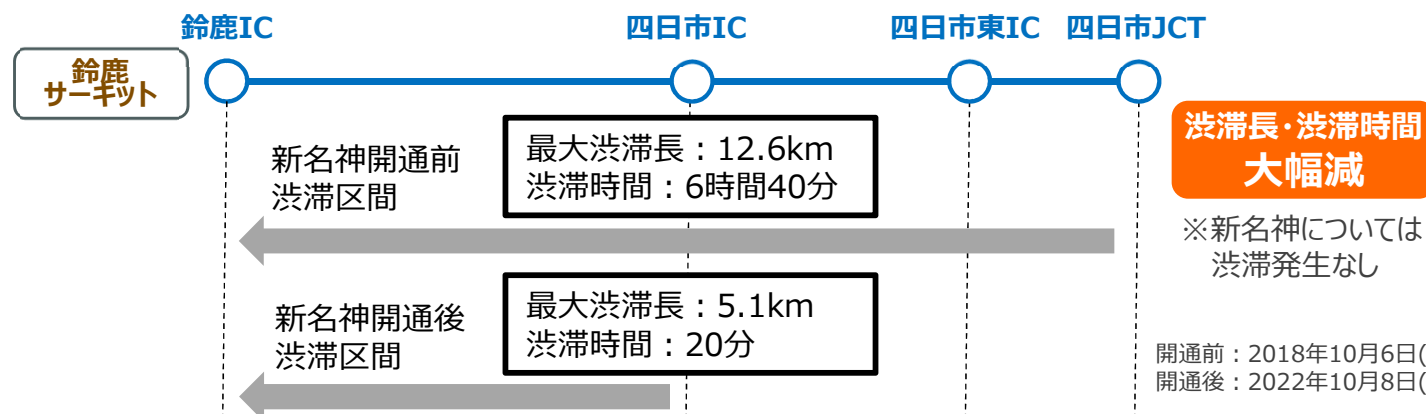 鈴鹿IC 四日市IC 四日市東IC 四日市JCT
鈴鹿
サーキット
新名神開通前
渋滞区間
最大渋滞長：12.6km
渋滞時間：6時間40分
渋滞長・渋滞時間
大幅減
※新名神については
渋滞発生なし
新名神開通後
渋滞区間
最大渋滞長：5.1km
渋滞時間：20分
開通前：2018年10月6日(
開通後：2022年10月8日(